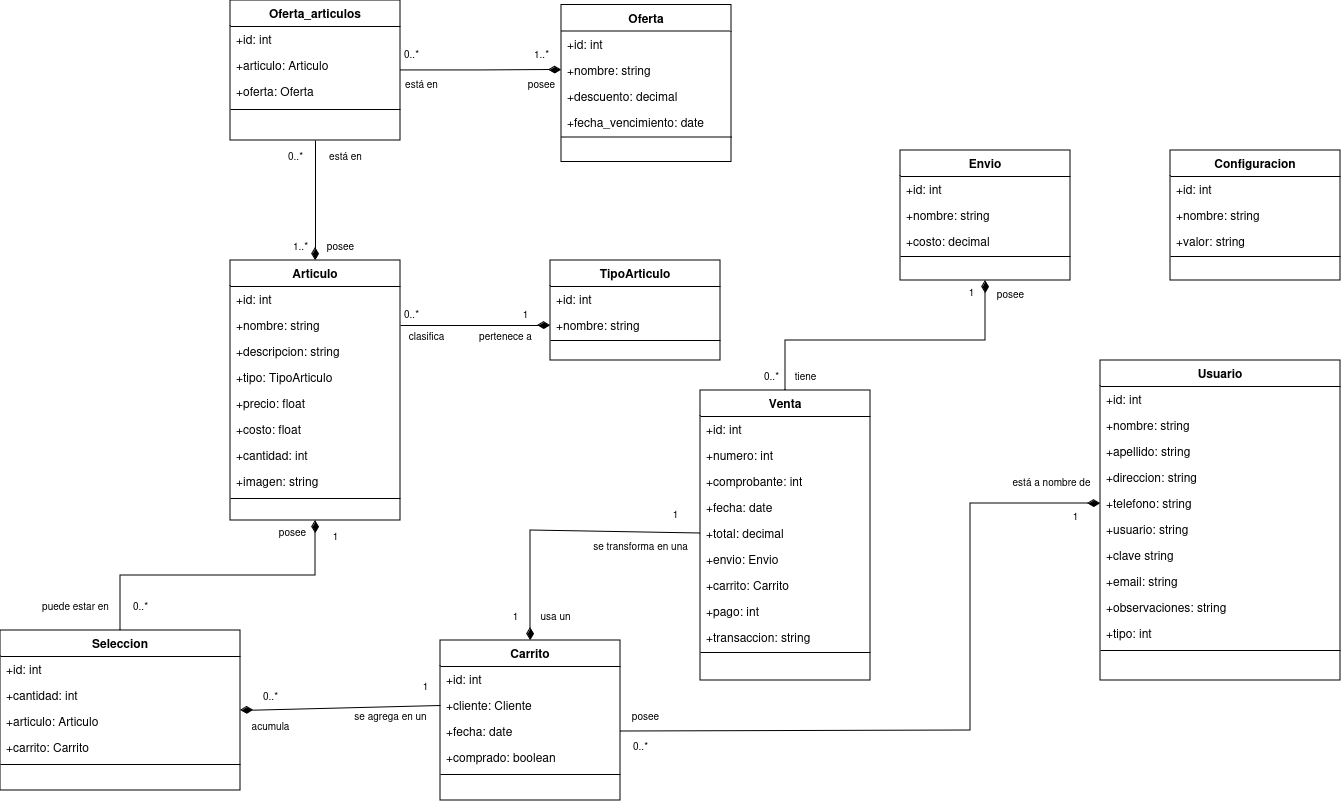 Oferta_articulos
+id: int
+articulo: Articulo
+oferta: Oferta
0..*
está en
1..*
posee
Oferta
+id: int
+nombre: string
+descuento: decimal
+fecha_vencimiento: date
0..*
está en
1..*
posee
Envio
+id: int
+nombre: string
+costo: decimal
1
posee
Configuracion
+id: int
+nombre: string
+valor: string
Articulo
+id: int
+nombre: string
+descripcion: string
+tipo: TipoArticulo
+precio: float
+costo: float
+cantidad: int
+imagen: string
0..*
clasifica
1
pertenece a
TipoArticulo
+id: int
+nombre: string
0..*
tiene
Venta
+id: int
+numero: int
+comprobante: int
+fecha: date
+total: decimal
+envio: Envio
+carrito: Carrito
+pago: int
+transaccion: string
Usuario
+id: int
+nombre: string
+apellido: string
+direccion: string
+telefono: string
+usuario: string
+clave string
+email: string
+observaciones: string
+tipo: int
está a nombre de
1
posee
1
1
se transforma en una
puede estar en
0..*
1
usa un
Seleccion
+id: int
+cantidad: int
+articulo: Articulo
+carrito: Carrito
0..*
acumula
1
se agrega en un
Carrito
+id: int
+cliente: Cliente
+fecha: date
+comprado: boolean
posee
0..*